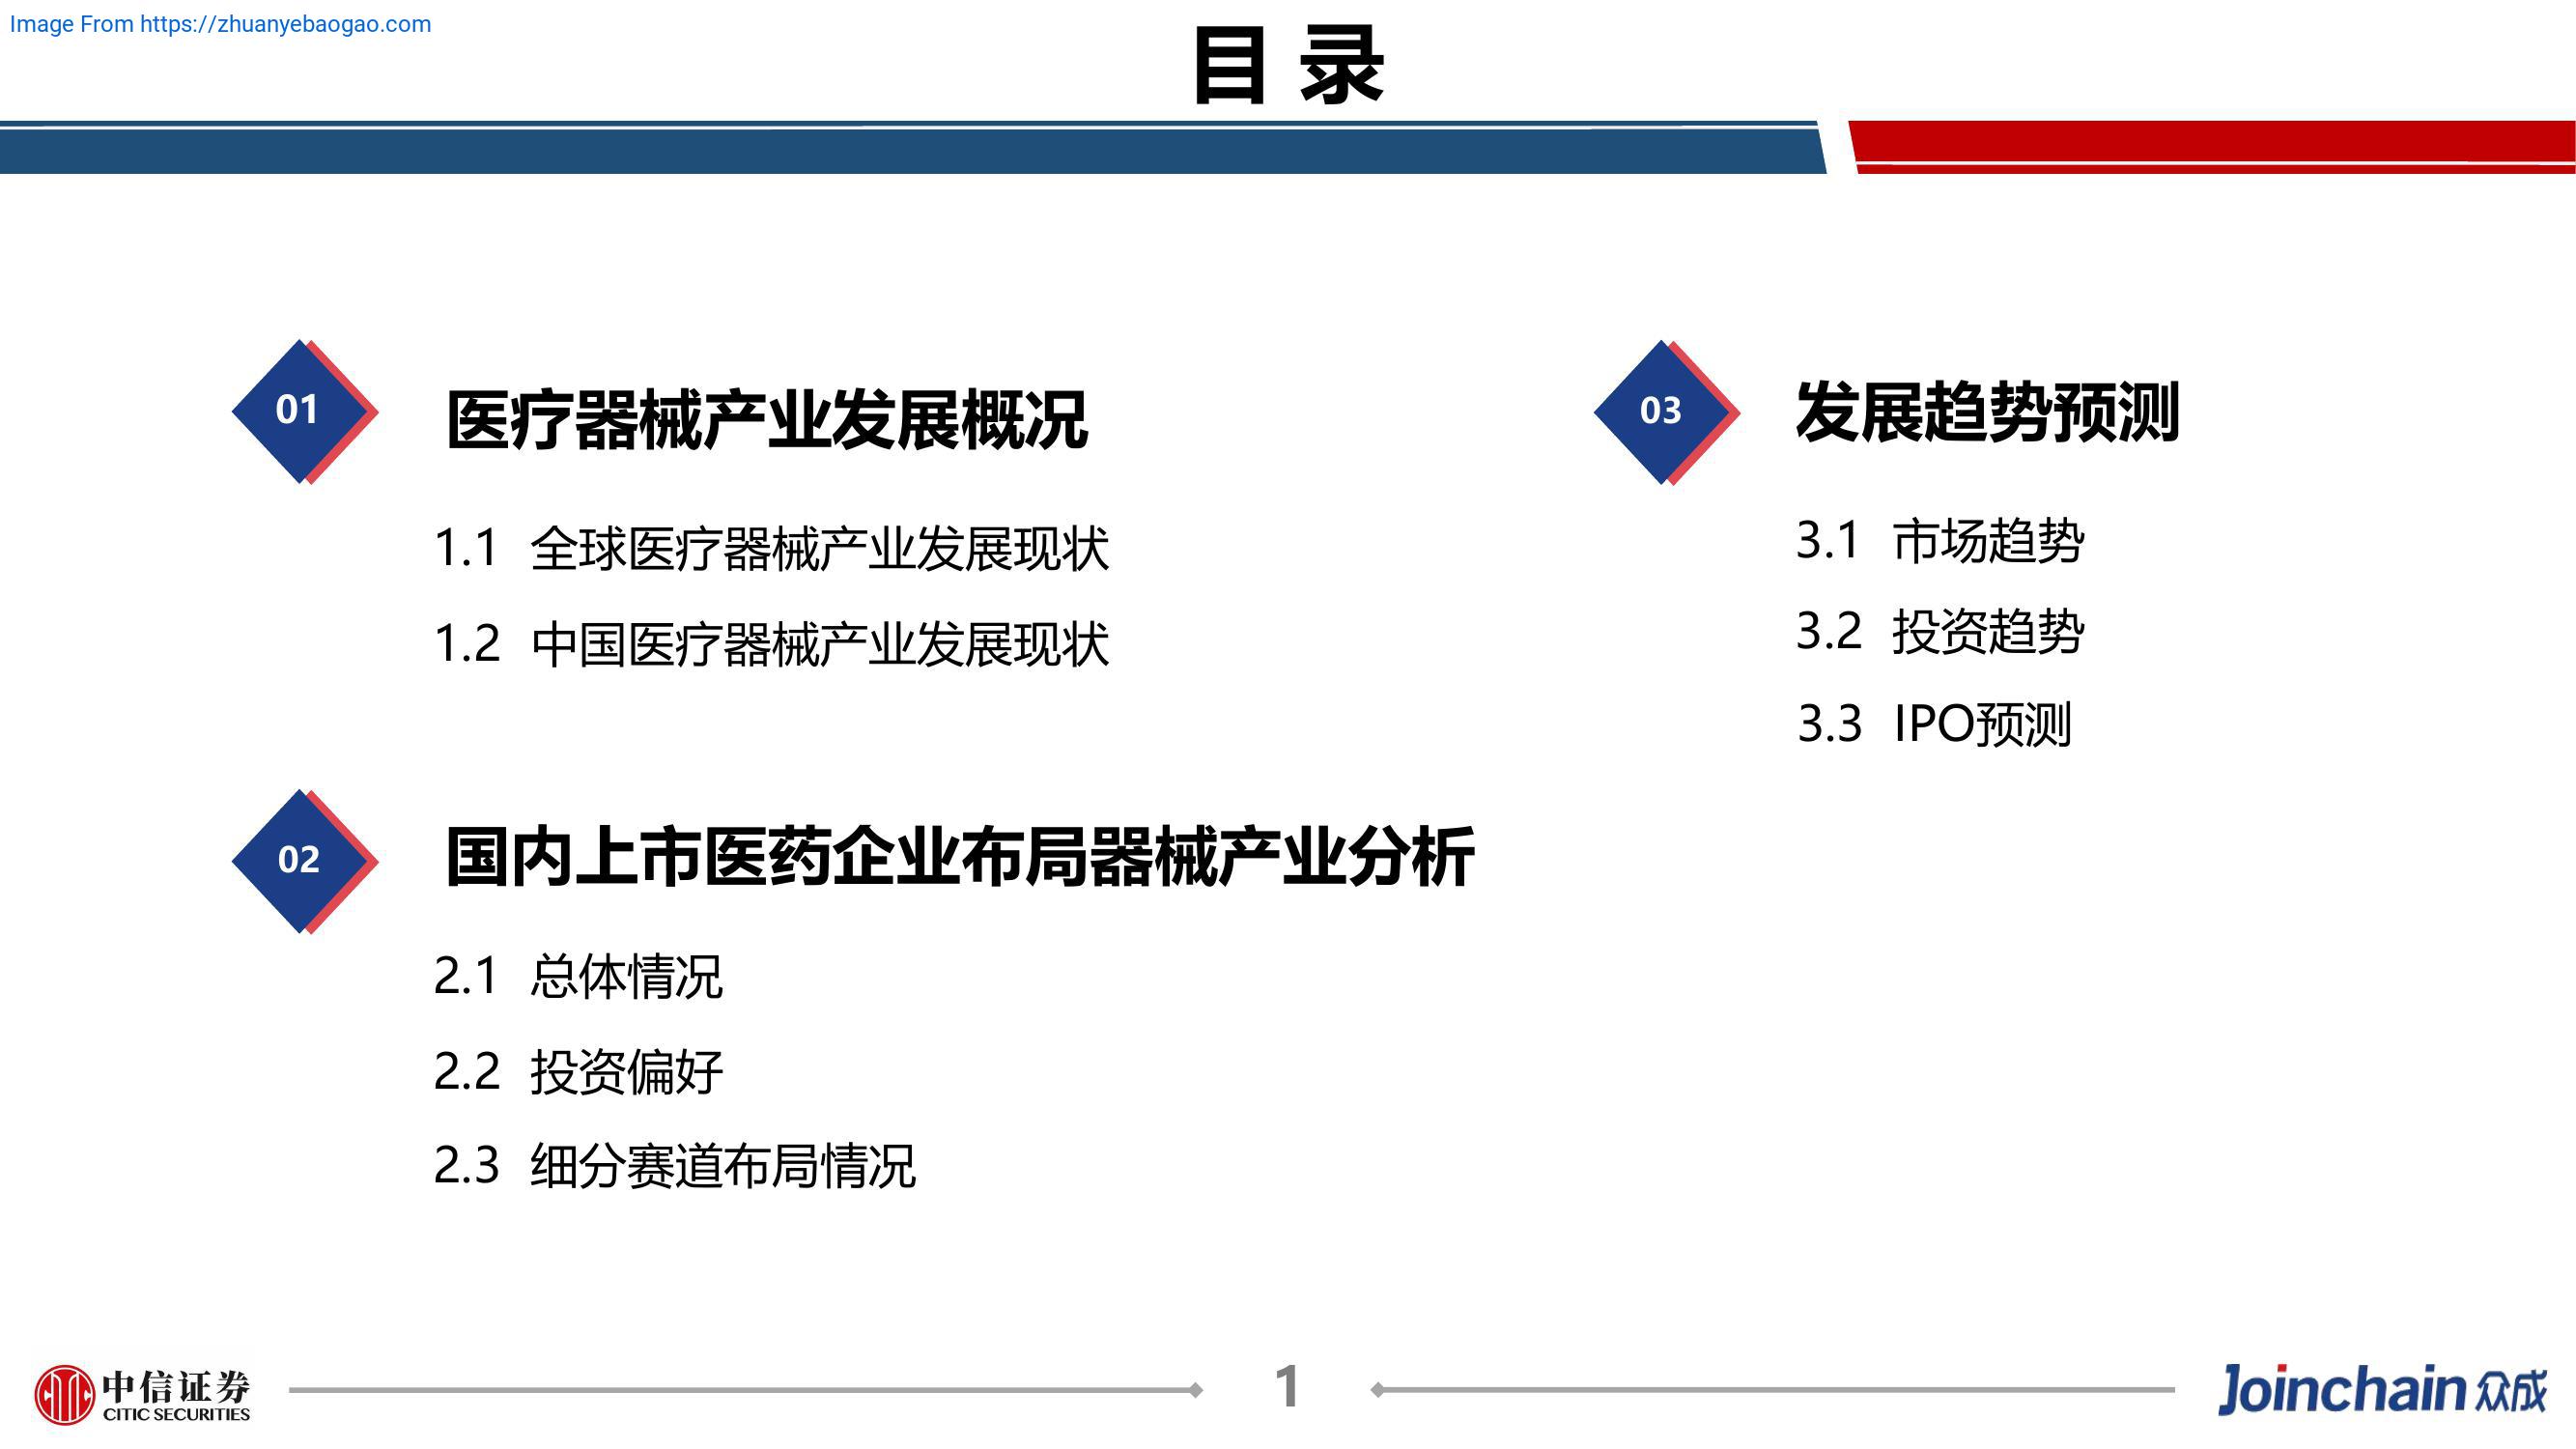 Image From https://zhuanyebaogao.com
目 录
01
医疗器械产业发展概况
1.1 全球医疗器械产业发展现状
1.2 中国医疗器械产业发展现状
02
国内上市医药企业布局器械产业分析
2.1 总体情况
2.2 投资偏好
2.3 细分赛道布局情况
03
发展趋势预测
3.1 市场趋势
3.2 投资趋势
3.3 IPO预测
中信证券
CITIC SECURITIES
1
Joinchain 众成